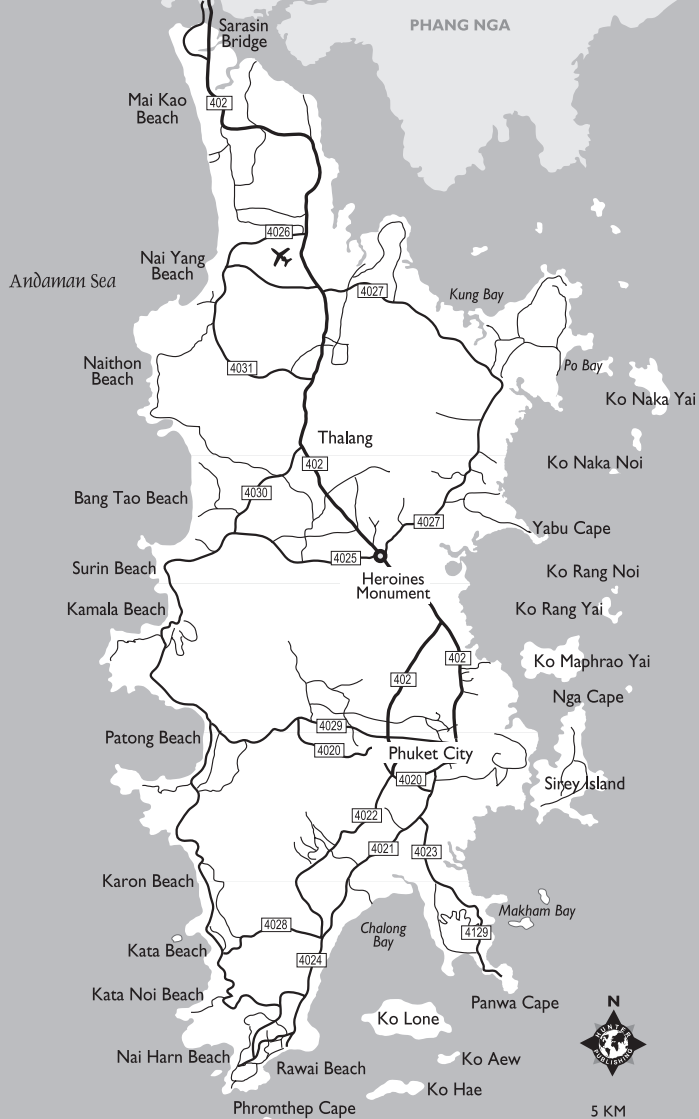 Sarasin
Bridge
PHANG NGA
402
Mai Kao
Beach
4026
Nai Yang
Beach
Andaman Sea
4027
Kung Bay
Naithon
Beach
4031
Po Bay
Ko Naka Yai
Thalang
402
Ko Naka Noi
4030
Bang Tao Beach
4027
Yabu Cape
4025
Surin Beach
Heroines
Monument
Ko Rang Noi
Kamala Beach
Ko Rang Yai
402
Ko Maphrao Yai
402
Nga Cape
4029
Patong Beach
4020
Phuket City
4020
Sirey Island
4022
4021
4023
Karon Beach
Makham Bay
4028
Chalong
Bay
4129
Kata Beach
4024
Kata Noi Beach
Panwa Cape
N
Ko Lone
HUNTER
PUBLISHING
Nai Harn Beach
Rawai Beach
Ko Aew
Ko Hae
Phromthep Cape
5 KM